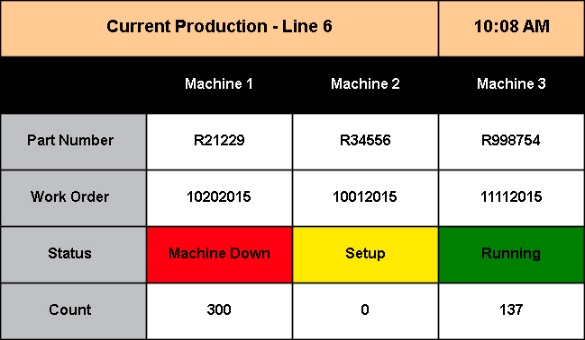 Current Production - Line 6 10:08 AM
Machine 1 Machine 2 Machine 3
Part Number R21229 R34556 R998754
Work Order 10202015 10012015 11112015
Status Machine Down Setup Running
Count 300 0 137